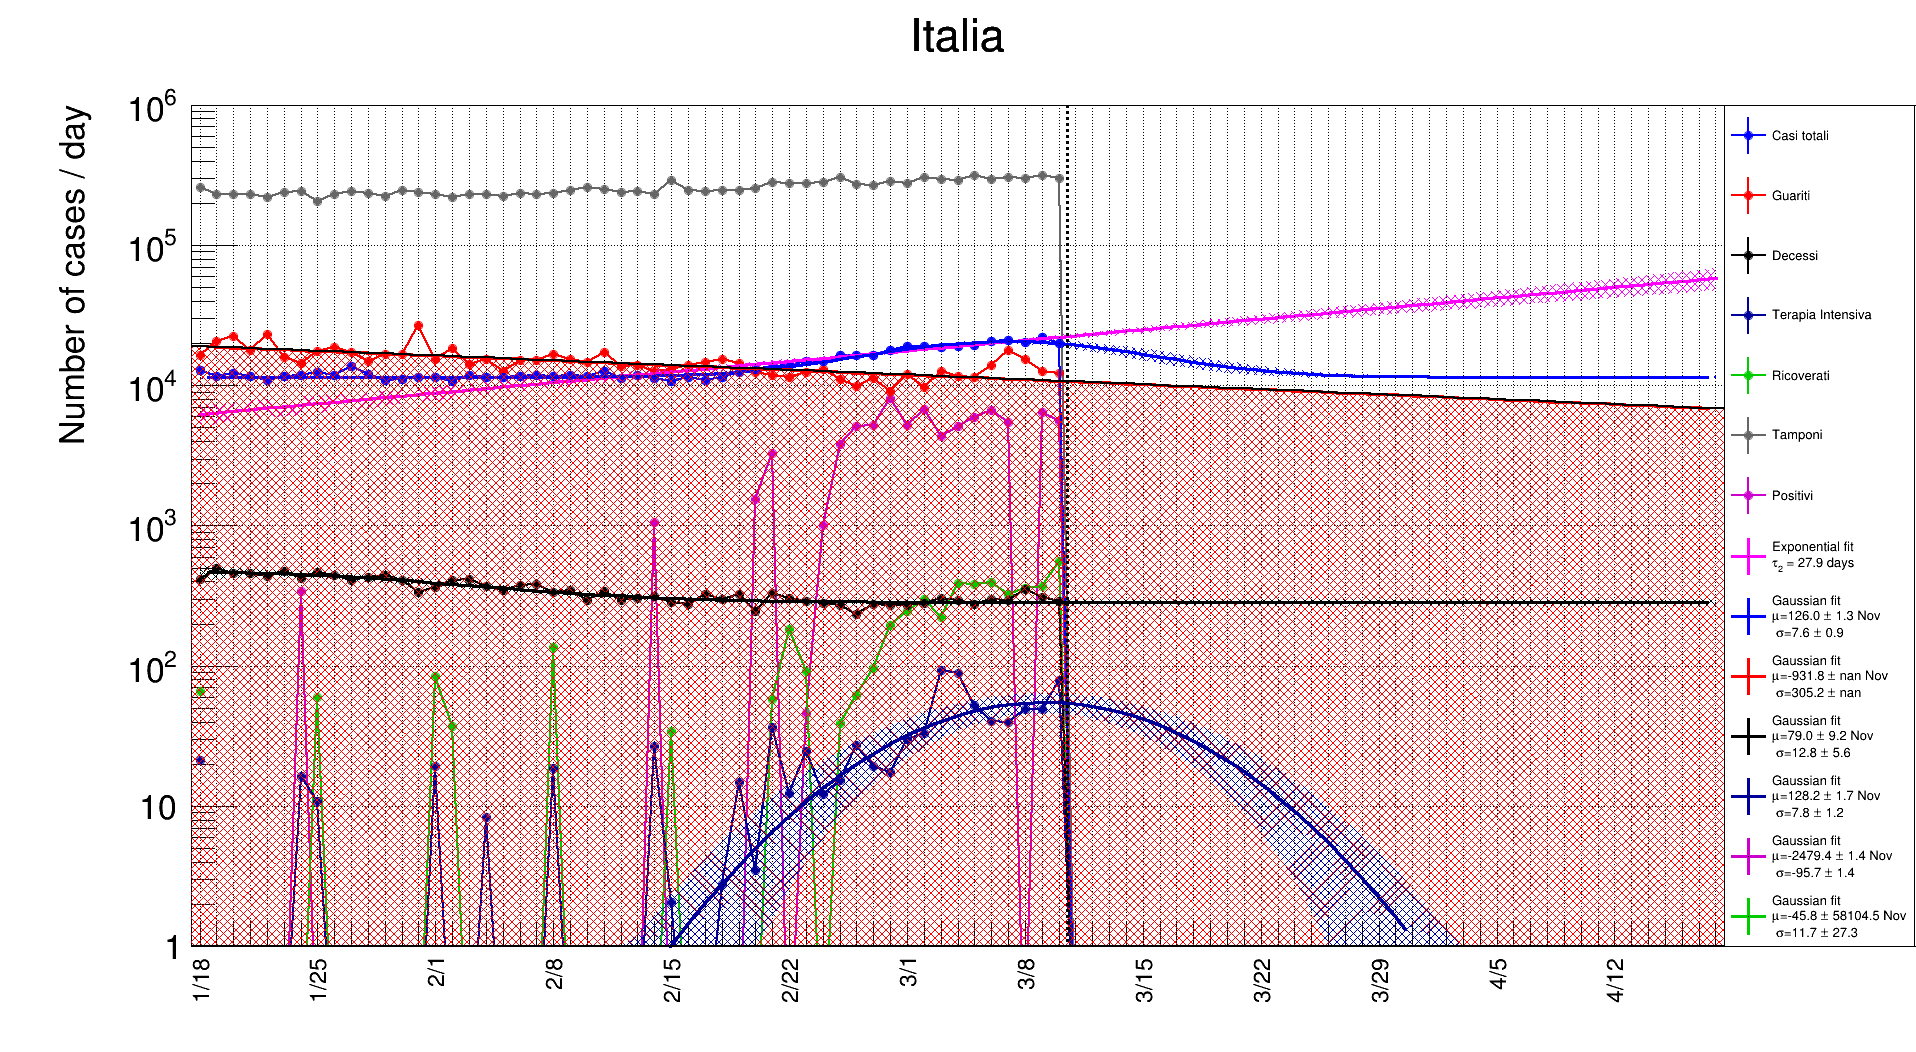 Italia
Number of cases / day
10^6
10^5
10^4
10^3
10^2
10
1
1/18
1/25
2/1
2/8
2/15
2/22
3/1
3/8
3/15
3/22
3/29
4/5
4/12
Casi totali
Guariti
Decessi
Terapia Intensiva
Ricoverati
Tamponi
Positivi
Exponential fit
τ₂ = 27.9 days
Gaussian fit
μ=126.0 ± 1.3 Nov
σ=7.6 ± 0.9
Gaussian fit
μ=-931.8 ± nan Nov
σ=305.2 ± nan
Gaussian fit
μ=79.0 ± 9.2 Nov
σ=12.8 ± 5.6
Gaussian fit
μ=128.2 ± 1.7 Nov
σ=7.8 ± 1.2
Gaussian fit
μ=-2479.4 ± 1.4 Nov
σ=-95.7 ± 1.4
Gaussian fit
μ=-45.8 ± 58104.5 Nov
σ=11.7 ± 27.3